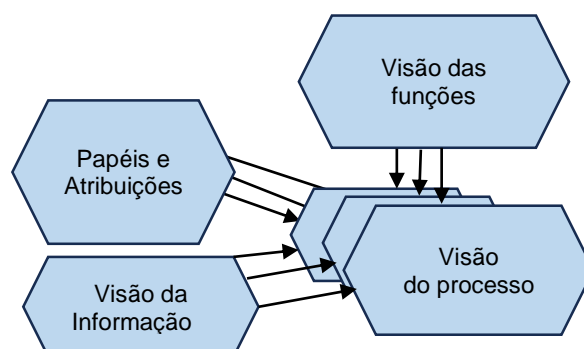 Visão das
funções
Papéis e
Atribuições
Visão
do processo
Visão da
Informação